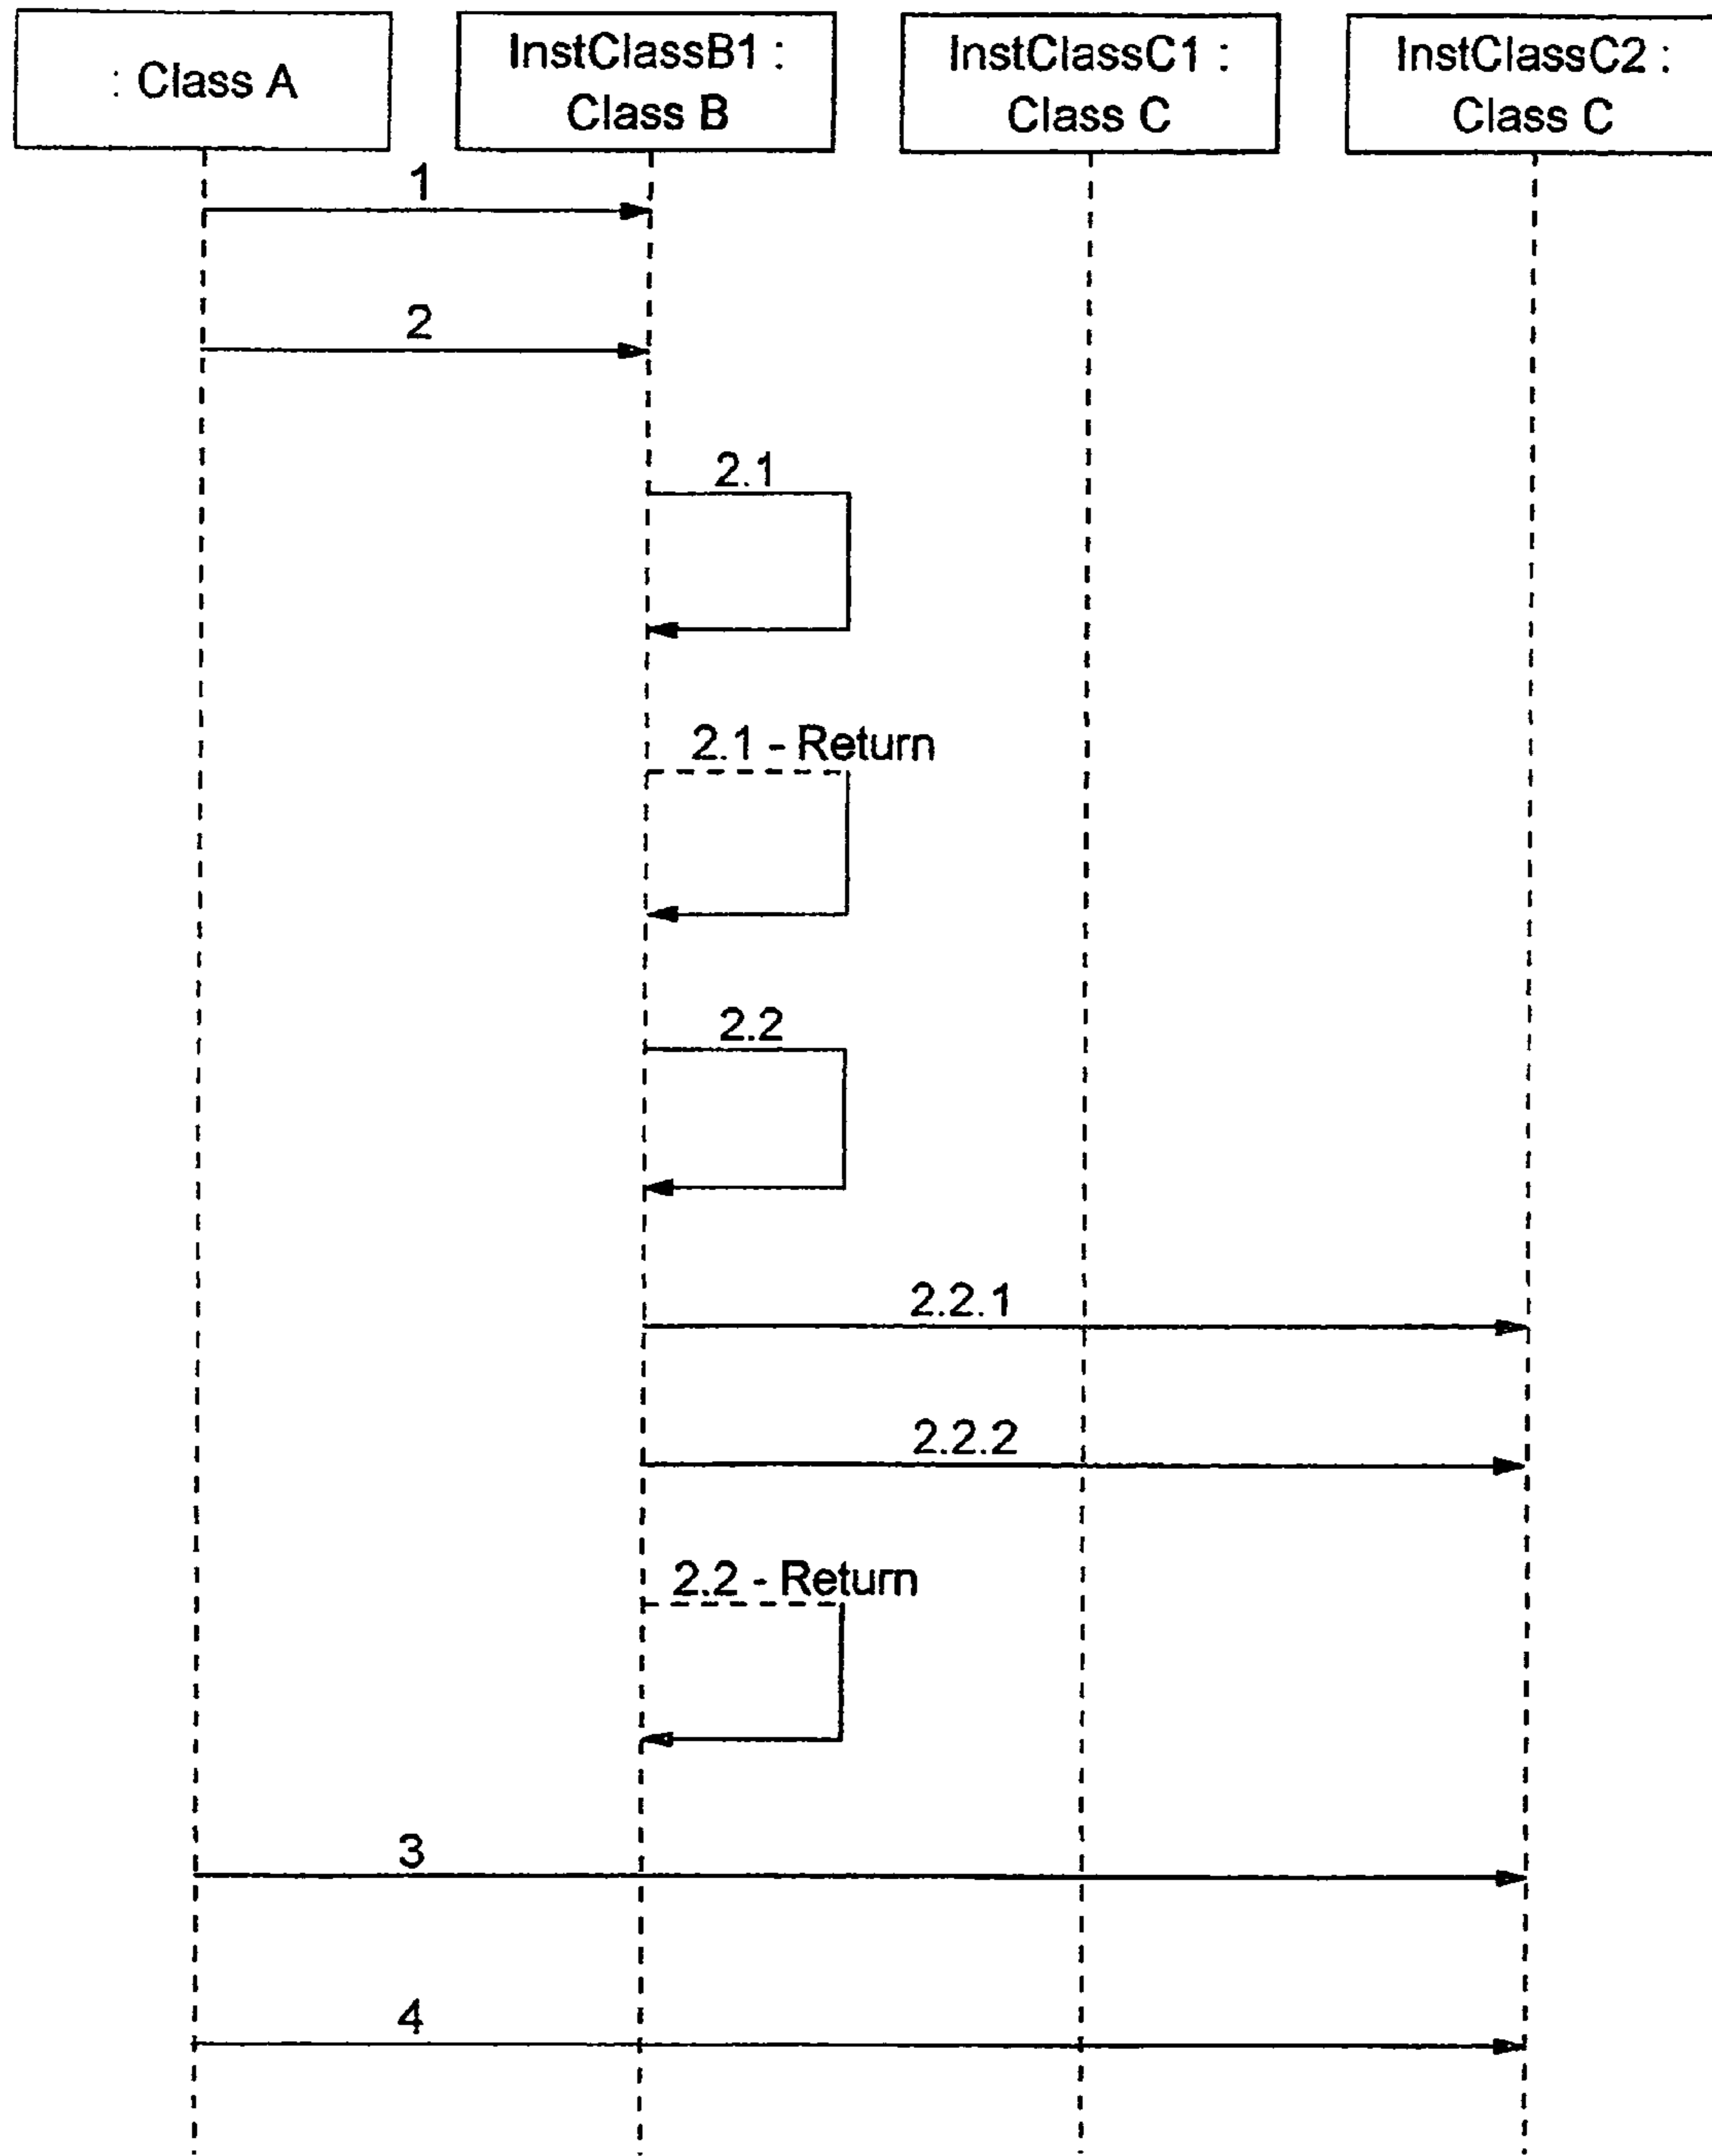 : Class A
InstClassB1 :
Class B
InstClassC1 :
Class C
InstClassC2 :
Class C
1
2
2.1
2.1 - Return
2.2
2.2.1
2.2.2
2.2 - Return
3
4